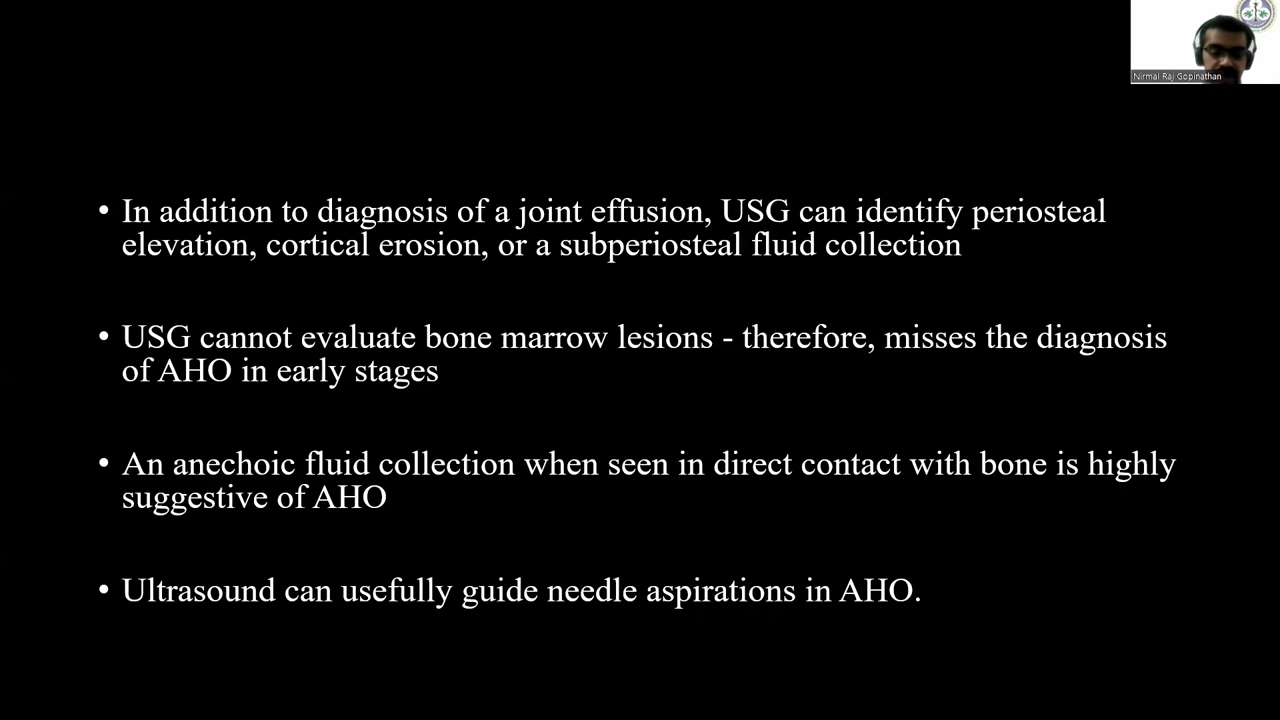 Nirmal Raj Gopinathan
• In addition to diagnosis of a joint effusion, USG can identify periosteal
elevation, cortical erosion, or a subperiosteal fluid collection
• USG cannot evaluate bone marrow lesions - therefore, misses the diagnosis
of AHO in early stages
• An anechoic fluid collection when seen in direct contact with bone is highly
suggestive of AHO
• Ultrasound can usefully guide needle aspirations in AHO.